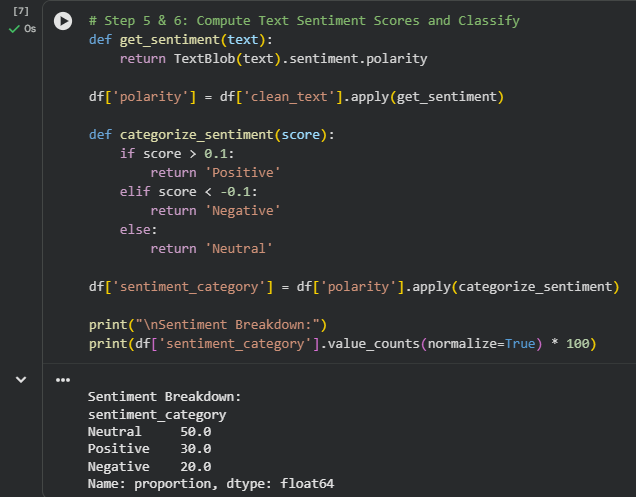 [7]
0s
# Step 5 & 6: Compute Text Sentiment Scores and Classify
def get_sentiment(text):
    return TextBlob(text).sentiment.polarity

df['polarity'] = df['clean_text'].apply(get_sentiment)

def categorize_sentiment(score):
    if score > 0.1:
        return 'Positive'
    elif score < -0.1:
        return 'Negative'
    else:
        return 'Neutral'

df['sentiment_category'] = df['polarity'].apply(categorize_sentiment)

print("\nSentiment Breakdown:")
print(df['sentiment_category'].value_counts(normalize=True) * 100)

Sentiment Breakdown:
sentiment_category
Neutral     50.0
Positive    30.0
Negative    20.0
Name: proportion, dtype: float64